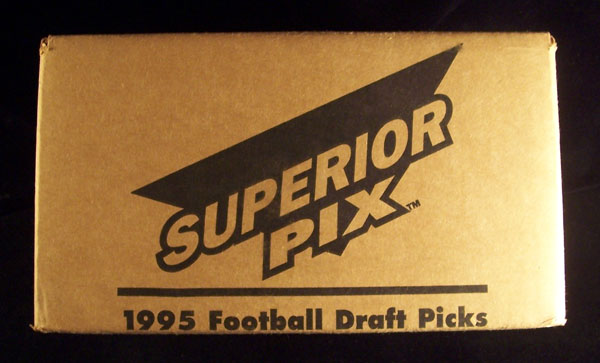 SUPERIOR
PIX™
1995 Football Draft Picks